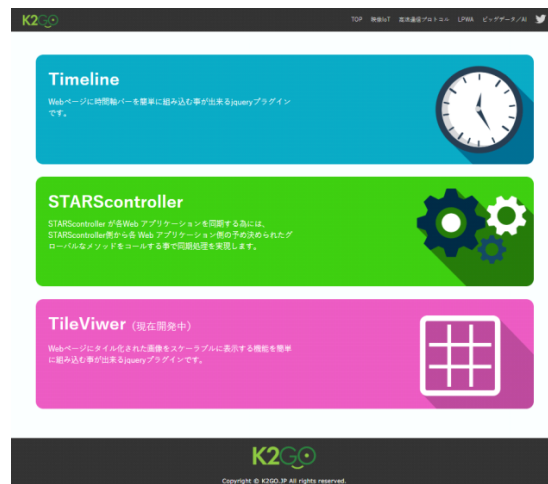 K2GO
TOP 映像IoT 高速通信プロトコル LPWA ビッグデータ/AI
Timeline
Webページに時間軸バーを簡単に組み込む事が出来るjqueryプラグイン
です。
STARScontroller
STARScontroller が各Web アプリケーションを同期する為には、
STARScontroller側から各 Web アプリケーション側の予め決められたグ
ローバルなメソッドをコールする事で同期処理を実現します。
TileViwer (現在開発中)
Webページにタイル化された画像をスケーラブルに表示する機能を簡単
に組み込む事が出来るjqueryプラグインです。
K2GO
Copyright © K2GO.JP All rights reserved.